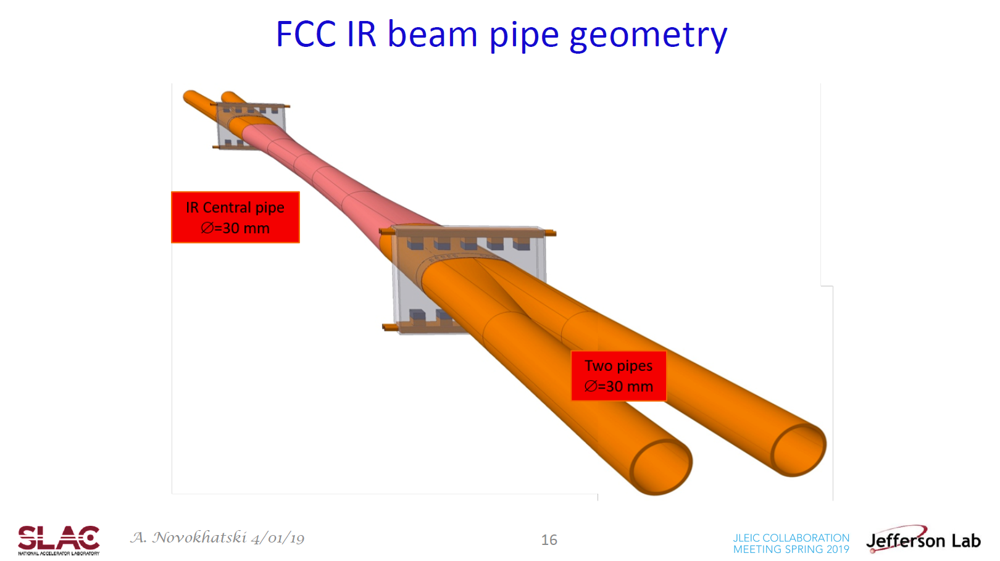 FCC IR beam pipe geometry
IR Central pipe
∅=30 mm
Two pipes
∅=30 mm
SLAC
NATIONAL ACCELERATOR LABORATORY
A. Novokhatski 4/01/19
16
JLEIC COLLABORATION
MEETING SPRING 2019
Jefferson Lab